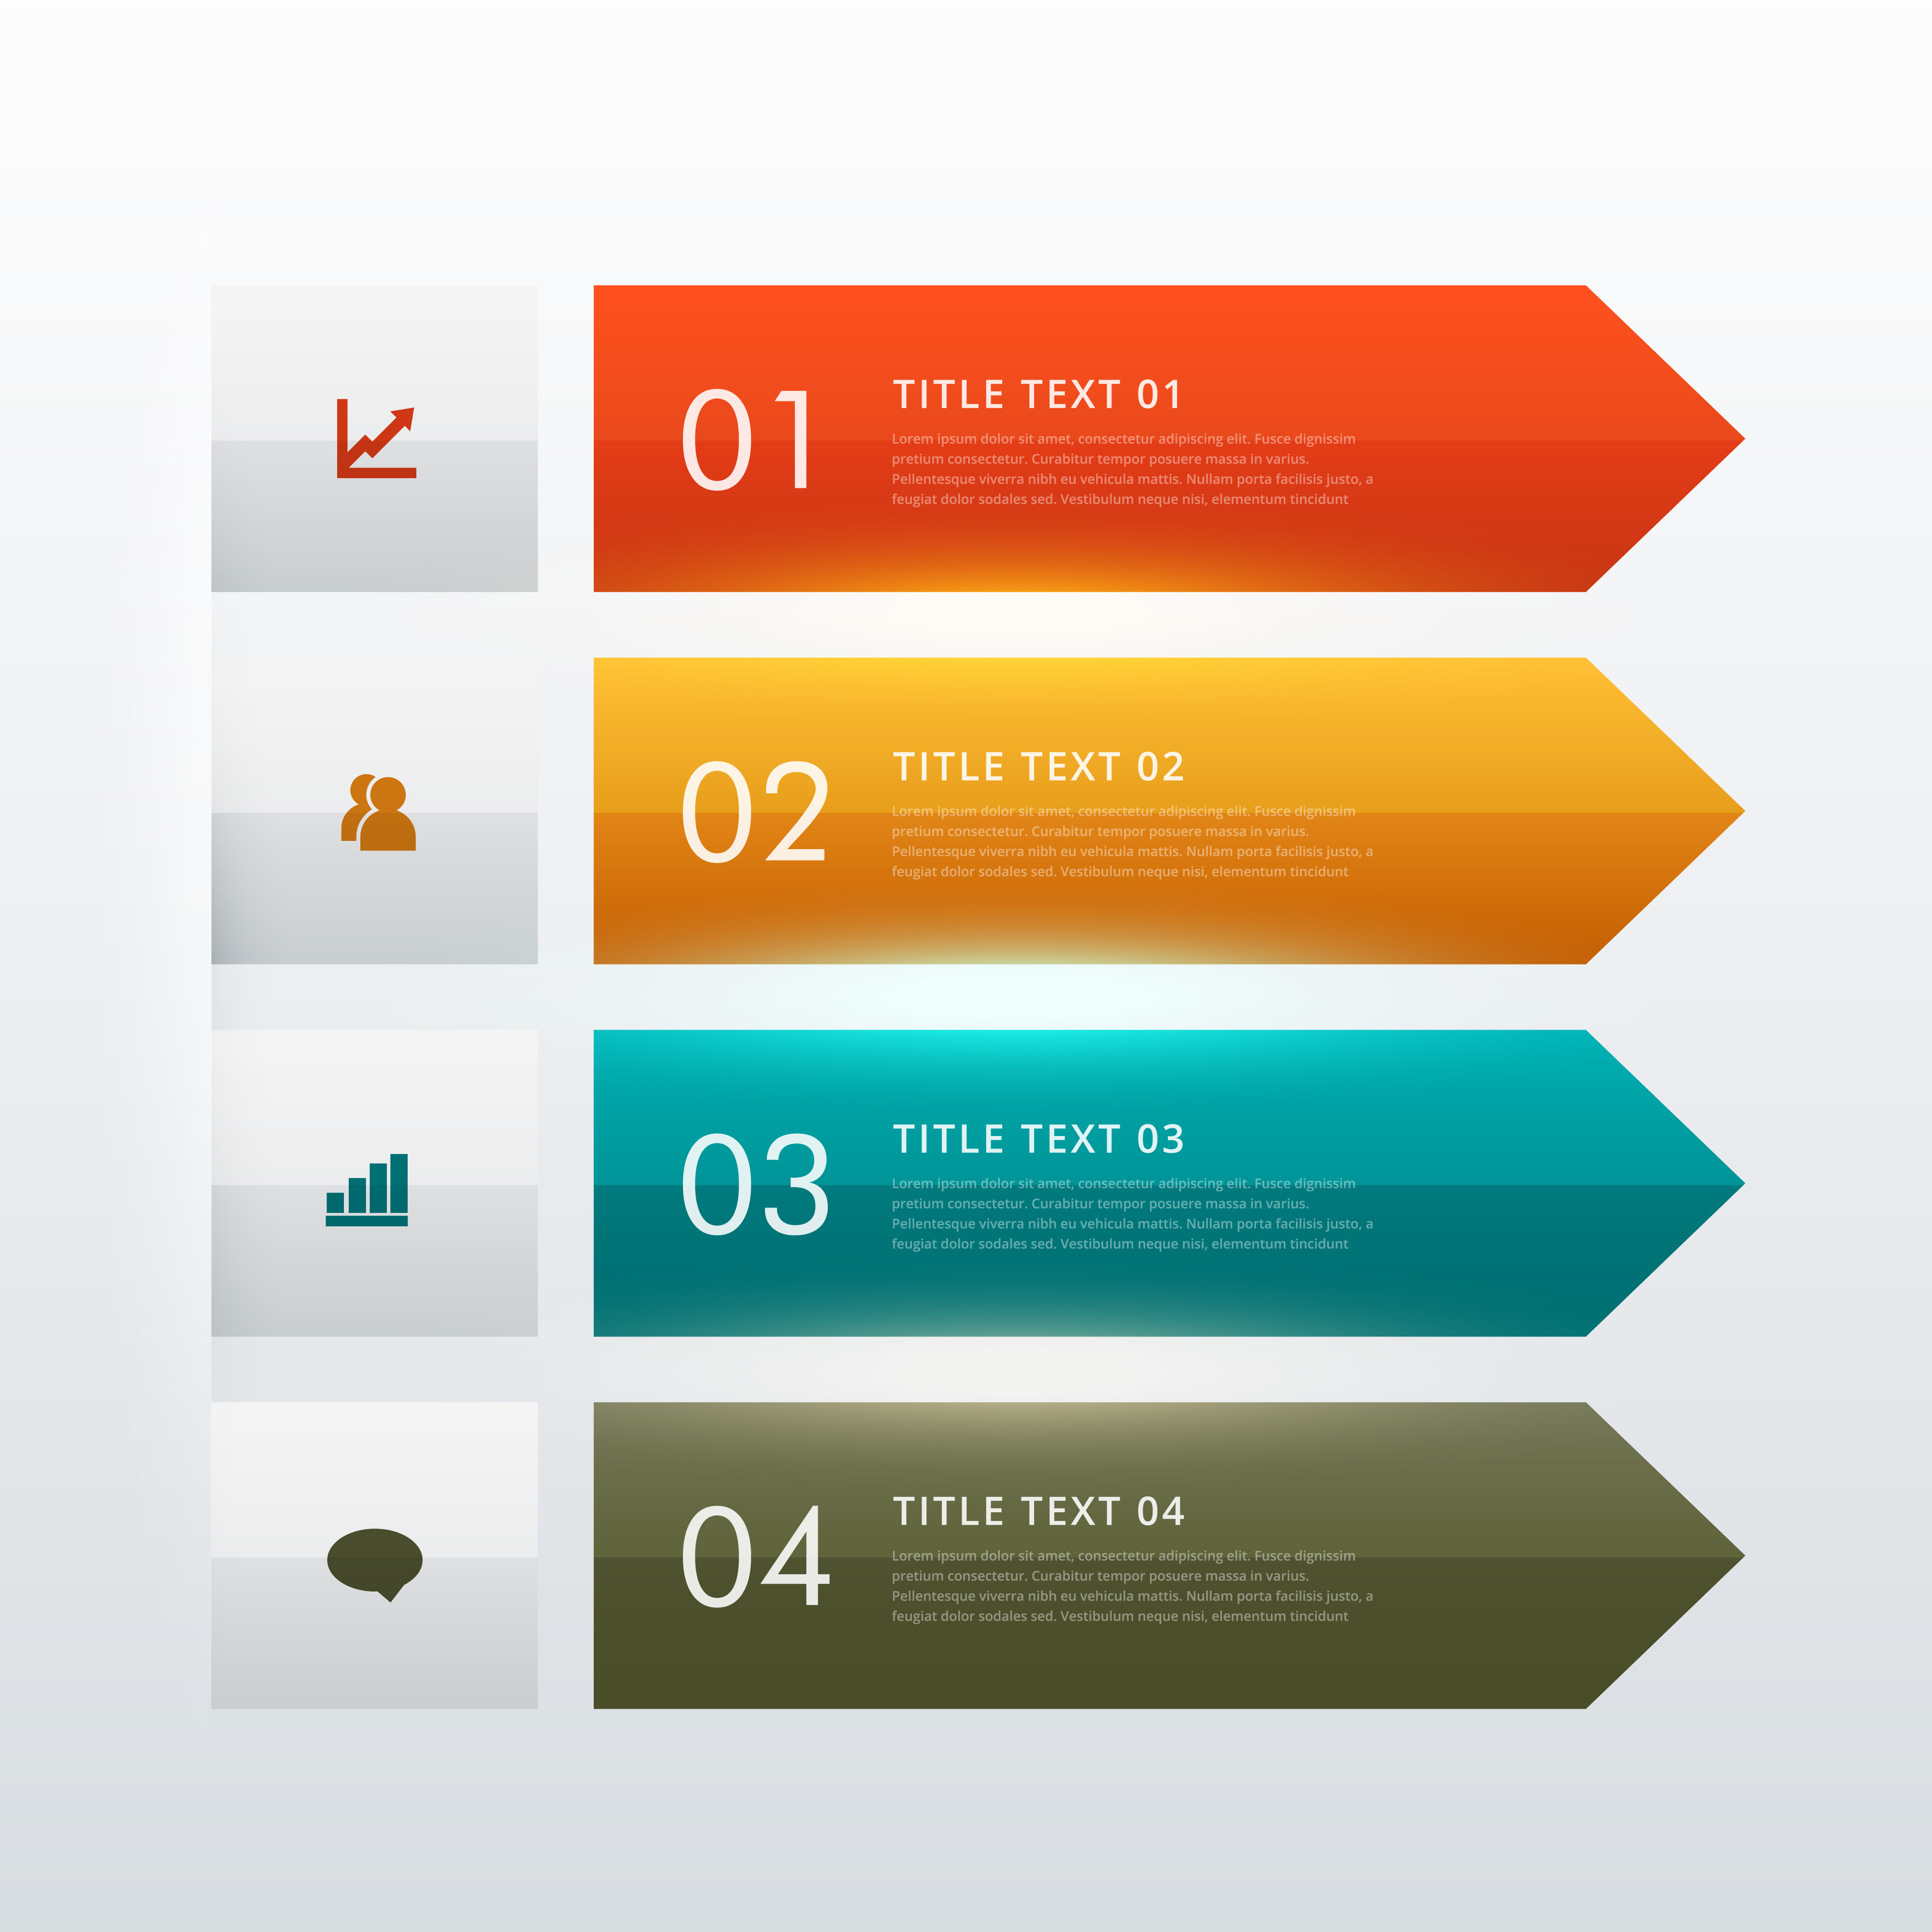 01
TITLE TEXT 01
Lorem ipsum dolor sit amet, consectetur adipiscing elit. Fusce dignissim
pretium consectetur. Curabitur tempor posuere massa in varius.
Pellentesque viverra nibh eu vehicula mattis. Nullam porta facilisis justo, a
feugiat dolor sodales sed. Vestibulum neque nisi, elementum tincidunt
02
TITLE TEXT 02
Lorem ipsum dolor sit amet, consectetur adipiscing elit. Fusce dignissim
pretium consectetur. Curabitur tempor posuere massa in varius.
Pellentesque viverra nibh eu vehicula mattis. Nullam porta facilisis justo, a
feugiat dolor sodales sed. Vestibulum neque nisi, elementum tincidunt
03
TITLE TEXT 03
Lorem ipsum dolor sit amet, consectetur adipiscing elit. Fusce dignissim
pretium consectetur. Curabitur tempor posuere massa in varius.
Pellentesque viverra nibh eu vehicula mattis. Nullam porta facilisis justo, a
feugiat dolor sodales sed. Vestibulum neque nisi, elementum tincidunt
04
TITLE TEXT 04
Lorem ipsum dolor sit amet, consectetur adipiscing elit. Fusce dignissim
pretium consectetur. Curabitur tempor posuere massa in varius.
Pellentesque viverra nibh eu vehicula mattis. Nullam porta facilisis justo, a
feugiat dolor sodales sed. Vestibulum neque nisi, elementum tincidunt